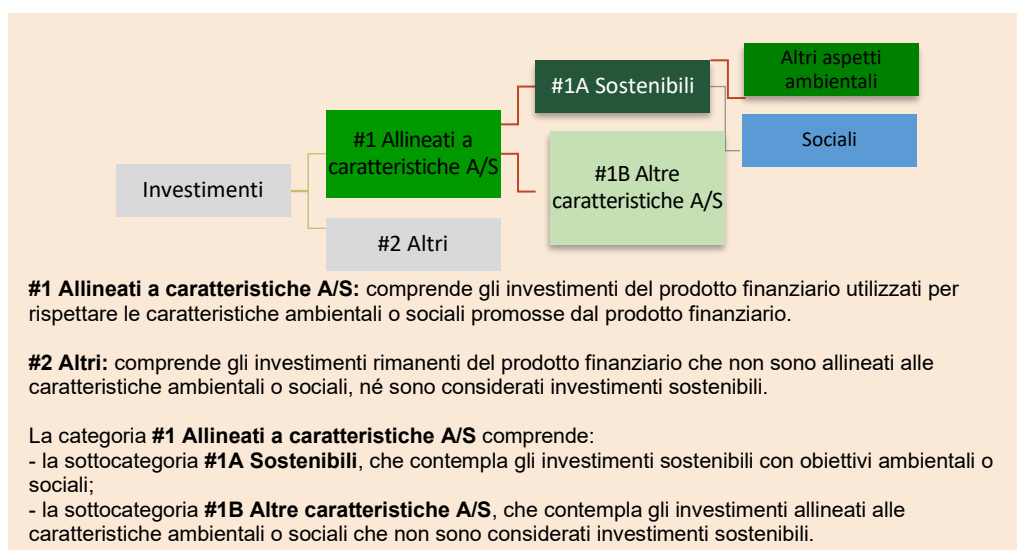 Altri aspetti
ambientali
#1A Sostenibili
Sociali
#1 Allineati a
caratteristiche A/S
#1B Altre
caratteristiche A/S
Investimenti
#2 Altri
#1 Allineati a caratteristiche A/S: comprende gli investimenti del prodotto finanziario utilizzati per
rispettare le caratteristiche ambientali o sociali promosse dal prodotto finanziario.
#2 Altri: comprende gli investimenti rimanenti del prodotto finanziario che non sono allineati alle
caratteristiche ambientali o sociali, né sono considerati investimenti sostenibili.
La categoria #1 Allineati a caratteristiche A/S comprende:
- la sottocategoria #1A Sostenibili, che contempla gli investimenti sostenibili con obiettivi ambientali o
sociali;
- la sottocategoria #1B Altre caratteristiche A/S, che contempla gli investimenti allineati alle
caratteristiche ambientali o sociali che non sono considerati investimenti sostenibili.